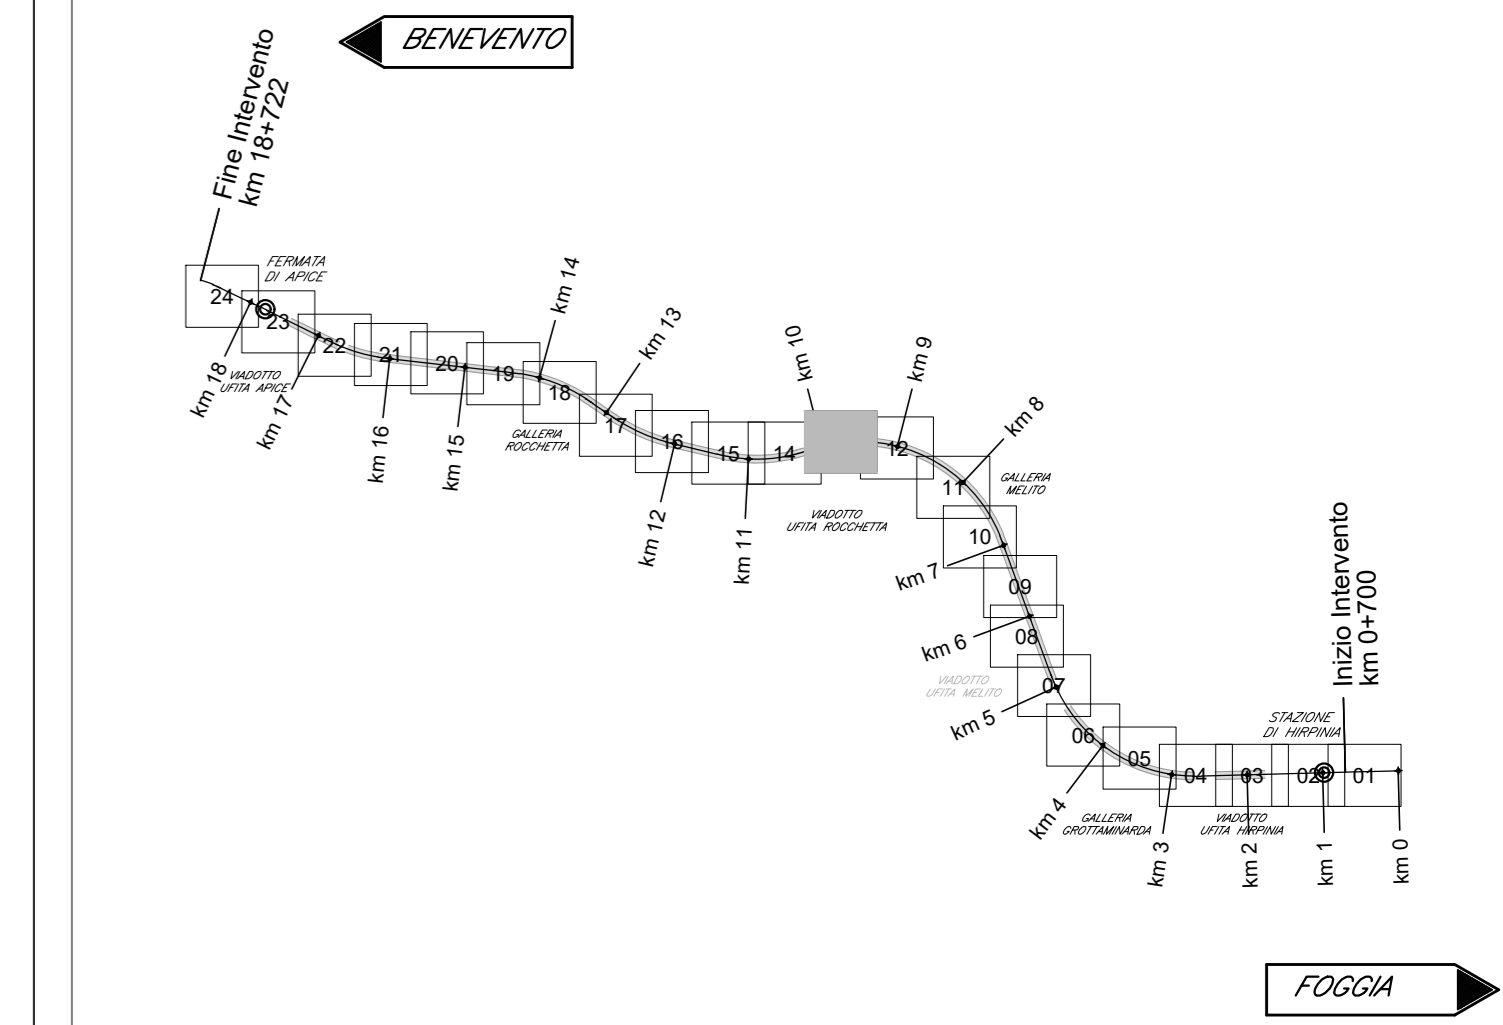 BENEVENTO
Fine Intervento
km 18+722
FERMATA
DI APICE
24
23
22
21
20
19
18
17
16
15
14
12
11
10
09
08
07
06
05
04
03
02
01
km 18
VIADOTTO
UFITA APICE
km 17
km 16
km 15
km 14
km 13
GALLERIA
ROCCHETTA
km 12
km 11
km 10
VIADOTTO
UFITA ROCCHETTA
km 9
km 8
GALLERIA
MELITO
km 7
km 6
VIADOTTO
UFITA MELITO
km 5
km 4
GALLERIA
GROTTAMINARDA
km 3
VIADOTTO
UFITA HIRPINIA
km 2
km 1
km 0
STAZIONE
DI HIRPINIA
Inizio Intervento
km 0+700
FOGGIA